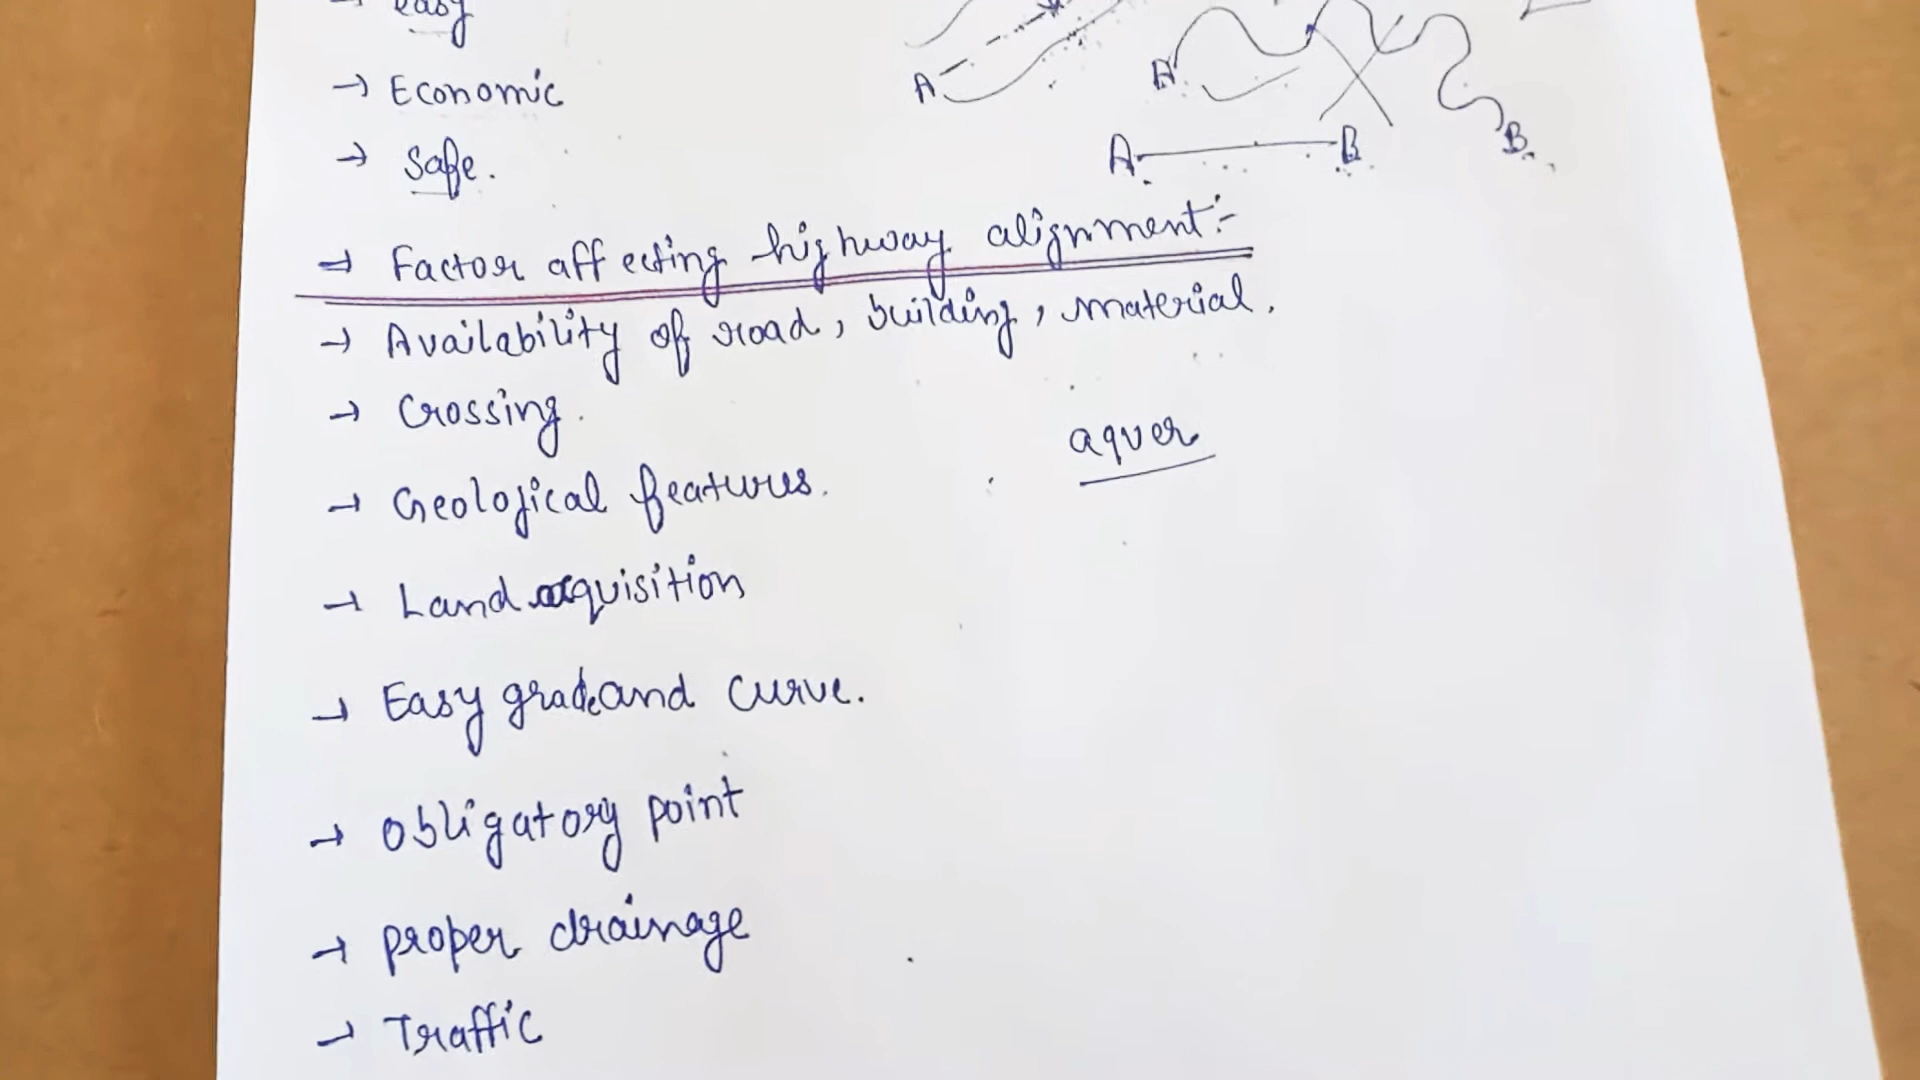 → easy
→ Economic
→ Safe.
A
A
B
A
B
→ Factor affecting highway alignment:-
→ Availability of road, building, material.
→ Crossing.
aquer
→ Geological features.
→ Land acquisition
→ Easy grade and curve.
→ Obligatory point
→ proper drainage
→ Traffic